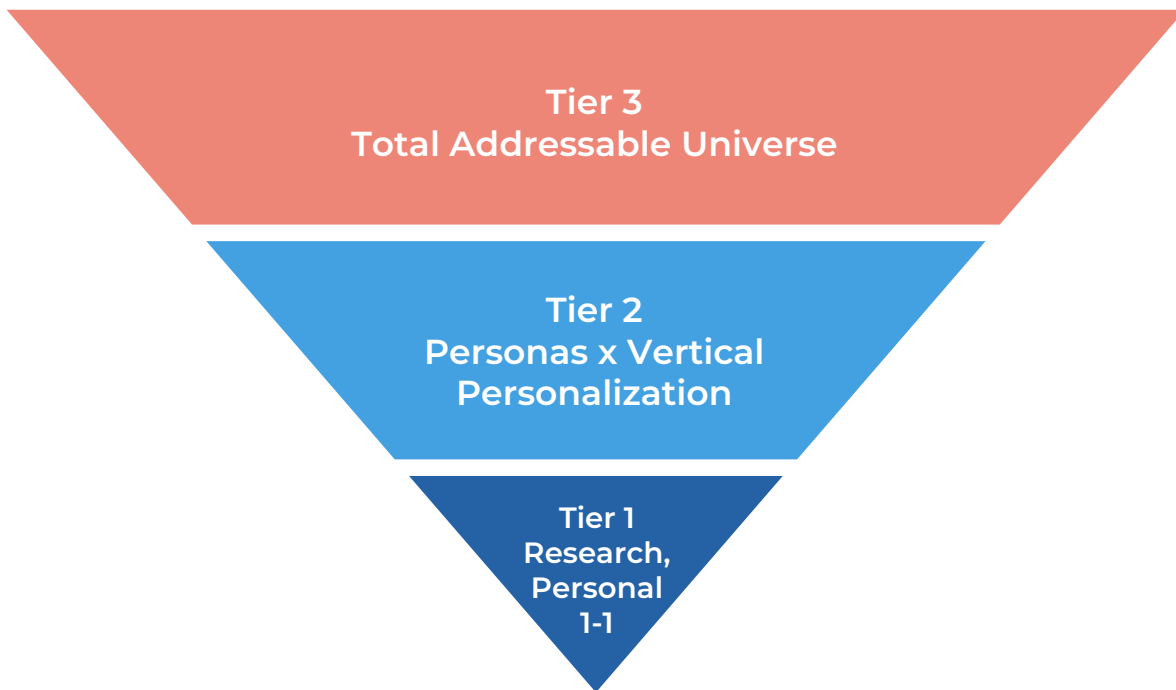 Tier 3
Total Addressable Universe
Tier 2
Personas x Vertical
Personalization
Tier 1
Research,
Personal
1-1